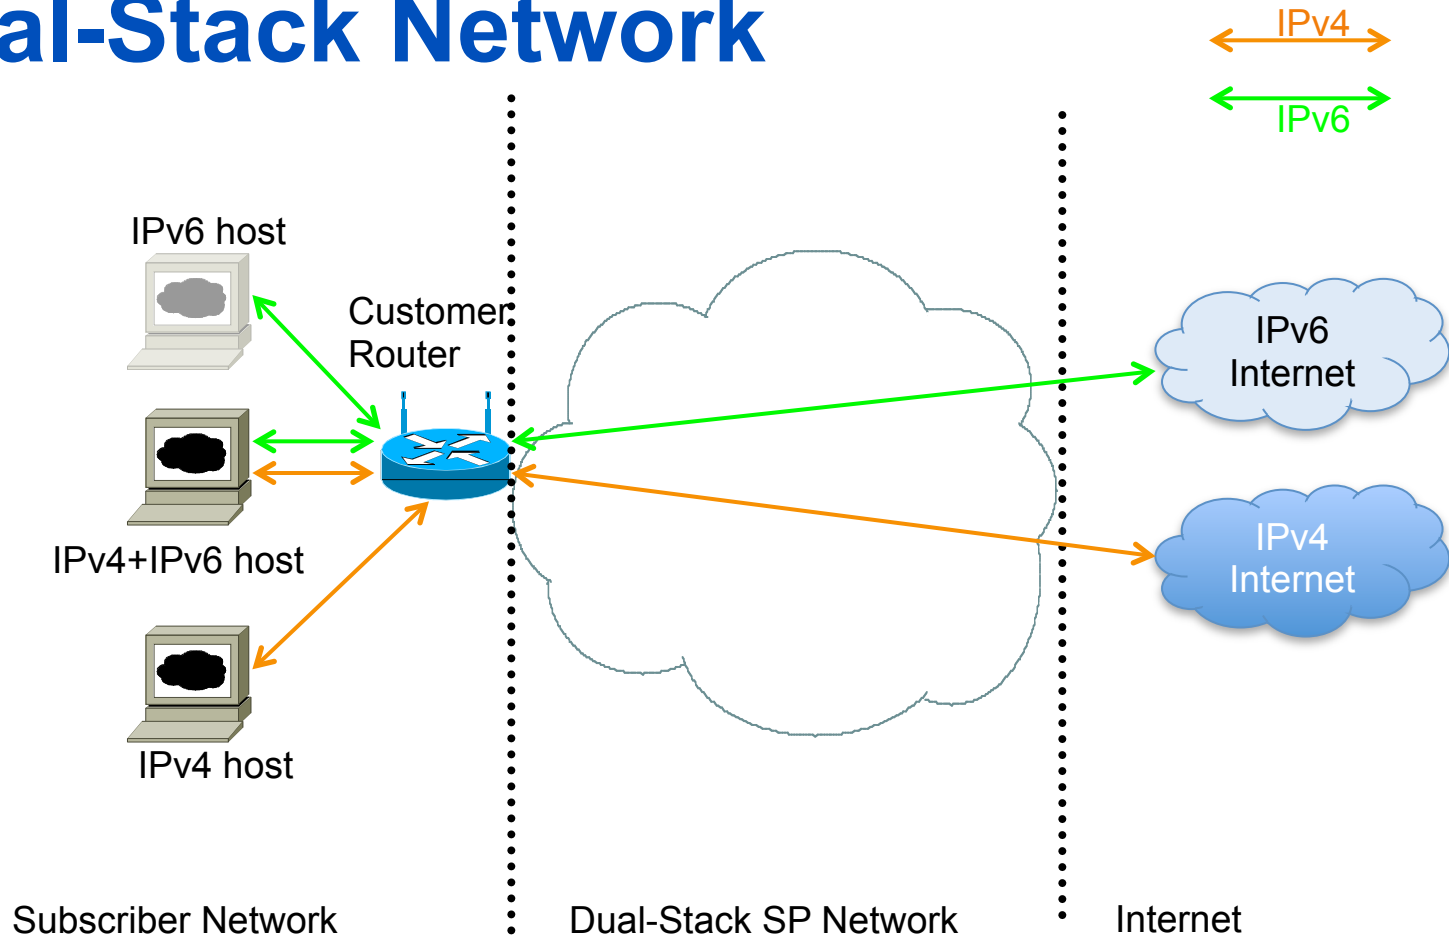 al-Stack Network
IPv4
IPv6
IPv6 host
Customer
Router
IPv4+IPv6 host
IPv4 host
IPv6
Internet
IPv4
Internet
Subscriber Network
Dual-Stack SP Network
Internet